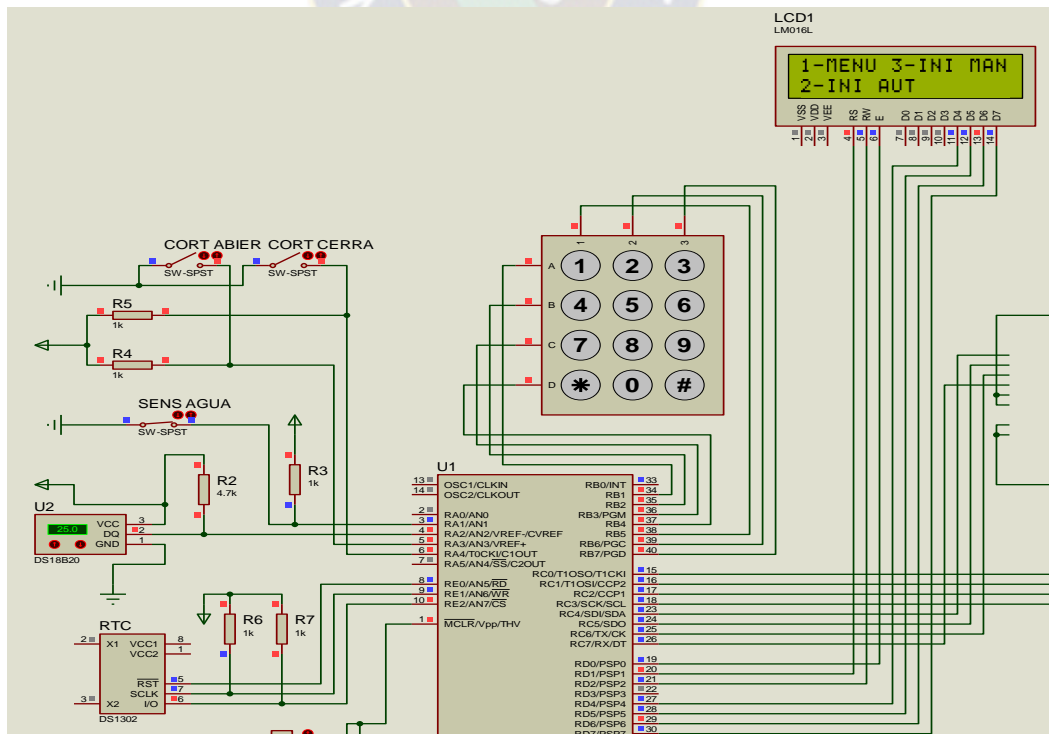 LCD1
LM016L
1-MENU 3-INI MAN
2-INI AUT
VSS
VDD
VEE
RS
RW
E
D0
D1
D2
D3
D4
D5
D6
D7
1
2
3
4
5
6
7
8
9
10
11
12
13
14
CORT ABIER CORT CERRA
SW-SPST SW-SPST
R5
1k
R4
1k
SENS AGUA
SW-SPST
R3
1k
R2
4.7k
U2
25.0
VCC 3
DQ 2
GND 1
DS18B20
1 2 3
A 1 2 3
B 4 5 6
C 7 8 9
D * 0 #
U1
13 OSC1/CLKIN
14 OSC2/CLKOUT
2 RA0/AN0
3 RA1/AN1
4 RA2/AN2/VREF-/CVREF
5 RA3/AN3/VREF+
6 RA4/T0CKI/C1OUT
7 RA5/AN4/SS/C2OUT
8 RE0/AN5/RD
9 RE1/AN6/WR
10 RE2/AN7/CS
1 MCLR/Vpp/THV
RB0/INT 33
RB1 34
RB2 35
RB3/PGM 36
RB4 37
RB5 38
RB6/PGC 39
RB7/PGD 40
RC0/T1OSO/T1CKI 15
RC1/T1OSI/CCP2 16
RC2/CCP1 17
RC3/SCK/SCL 18
RC4/SDI/SDA 23
RC5/SDO 24
RC6/TX/CK 25
RC7/RX/DT 26
RD0/PSP0 19
RD1/PSP1 20
RD2/PSP2 21
RD3/PSP3 22
RD4/PSP4 27
RD5/PSP5 28
RD6/PSP6 29
RD7/PSP7 30
R6
1k
R7
1k
RTC
2 X1
3 X2
VCC1 8
VCC2 1
RST 5
SCLK 7
I/O 6
DS1302